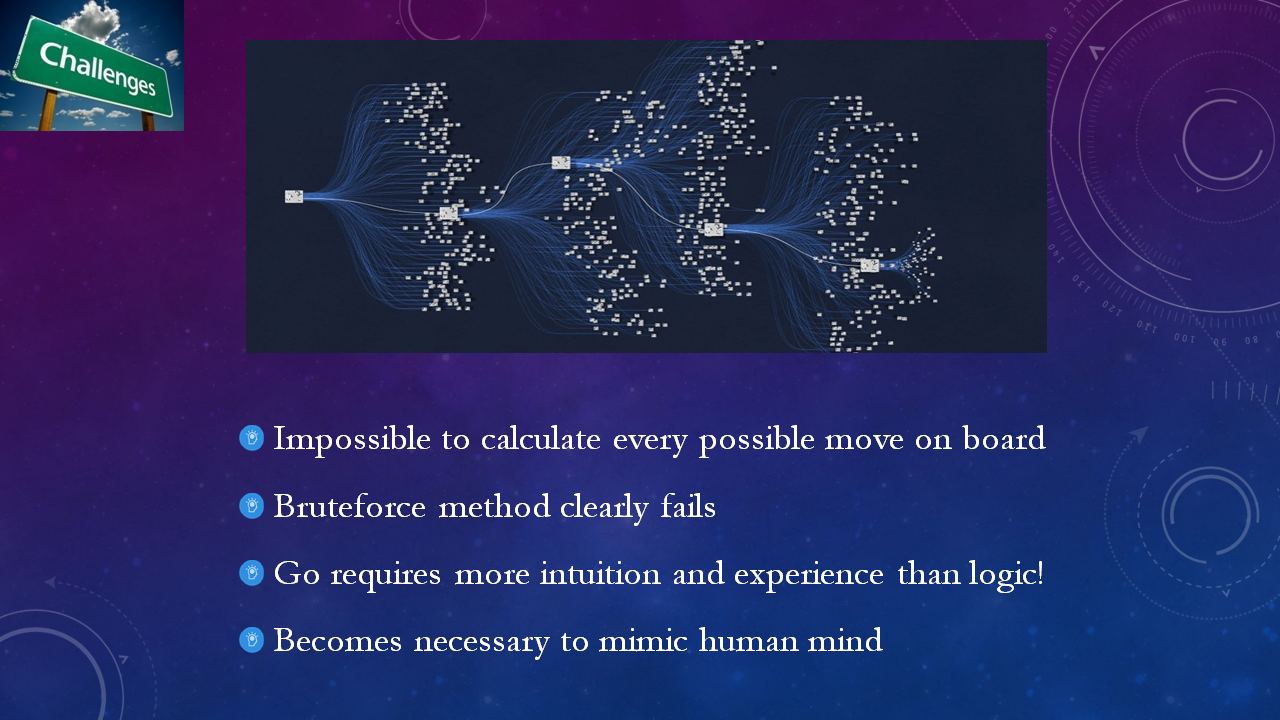 Challenges
Impossible to calculate every possible move on board
Bruteforce method clearly fails
Go requires more intuition and experience than logic!
Becomes necessary to mimic human mind